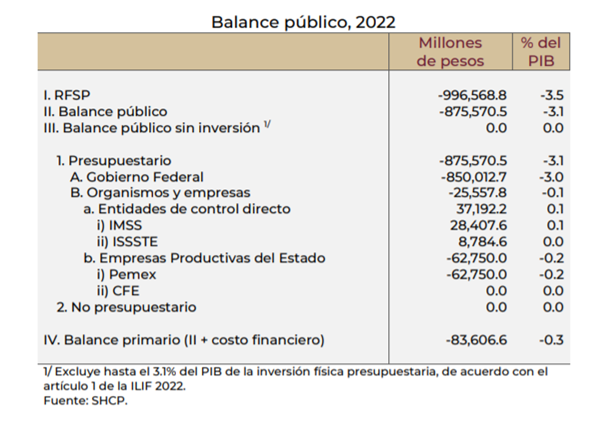 Balance público, 2022
Millones de pesos % del PIB
I. RFSP -996,568.8 -3.5
II. Balance público -875,570.5 -3.1
III. Balance público sin inversión 1/ 0.0 0.0
1. Presupuestario -875,570.5 -3.1
A. Gobierno Federal -850,012.7 -3.0
B. Organismos y empresas -25,557.8 -0.1
a. Entidades de control directo 37,192.2 0.1
i) IMSS 28,407.6 0.1
ii) ISSSTE 8,784.6 0.0
b. Empresas Productivas del Estado -62,750.0 -0.2
i) Pemex -62,750.0 -0.2
ii) CFE 0.0 0.0
2. No presupuestario 0.0 0.0
IV. Balance primario (II + costo financiero) -83,606.6 -0.3
1/ Excluye hasta el 3.1% del PIB de la inversión física presupuestaria, de acuerdo con el
artículo 1 de la ILIF 2022.
Fuente: SHCP.